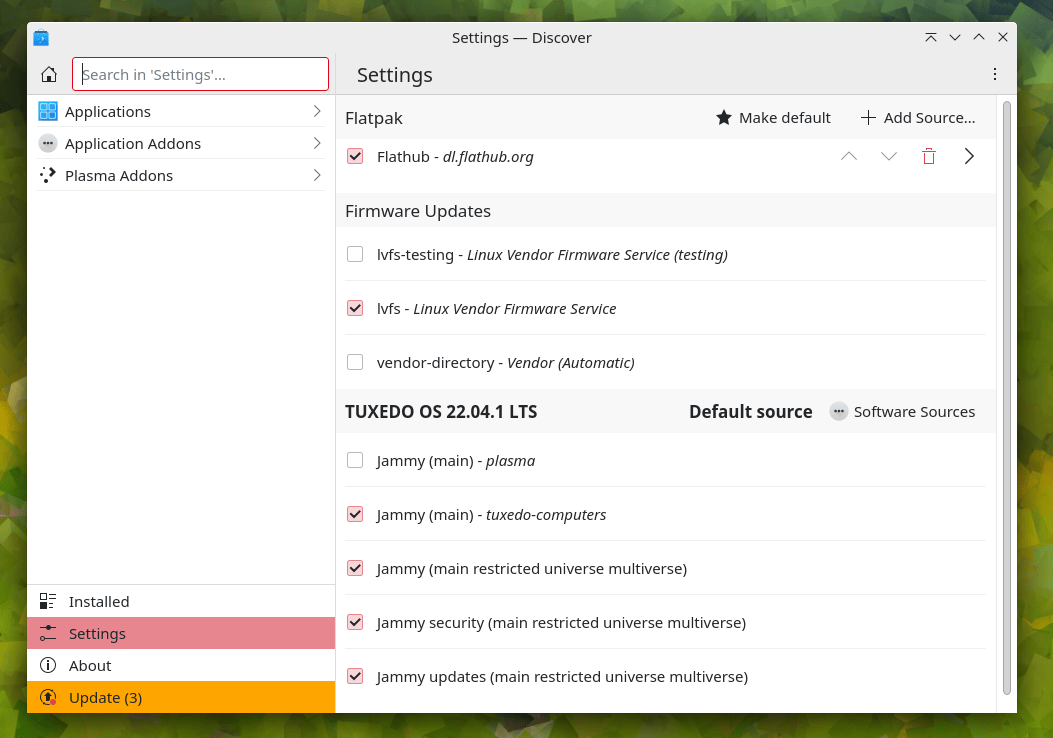 Settings — Discover
Search in 'Settings'...
Settings
Applications
Application Addons
Plasma Addons
Flatpak
Make default
Add Source...
Flathub - dl.flathub.org
Firmware Updates
lvfs-testing - Linux Vendor Firmware Service (testing)
lvfs - Linux Vendor Firmware Service
vendor-directory - Vendor (Automatic)
TUXEDO OS 22.04.1 LTS
Default source
Software Sources
Jammy (main) - plasma
Jammy (main) - tuxedo-computers
Jammy (main restricted universe multiverse)
Jammy security (main restricted universe multiverse)
Jammy updates (main restricted universe multiverse)
Installed
Settings
About
Update (3)